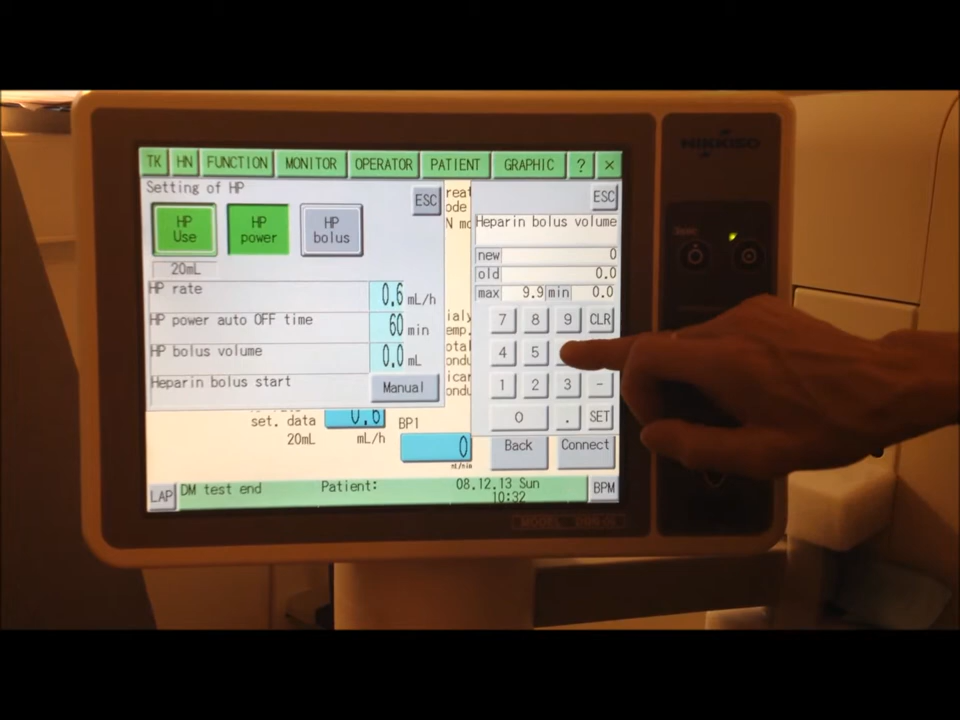 NIKKISO
TK HN FUNCTION MONITOR OPERATOR PATIENT GRAPHIC ? ×
Setting of HP
ESC
HP Use
HP power
HP bolus
20mL
HP rate 0.6 mL/h
HP power auto OFF time 60 min
HP bolus volume 0.0 mL
Heparin bolus start Manual
ESC
Heparin bolus volume
new 0
old 0.0
max 9.9 min 0.0
7 8 9 CLR
4 5
1 2 3 -
0 . SET
set. data 0.6
20mL mL/h
BP1
0
Back Connect
LAP DM test end Patient: 08.12.13 Sun
10:32
BPM